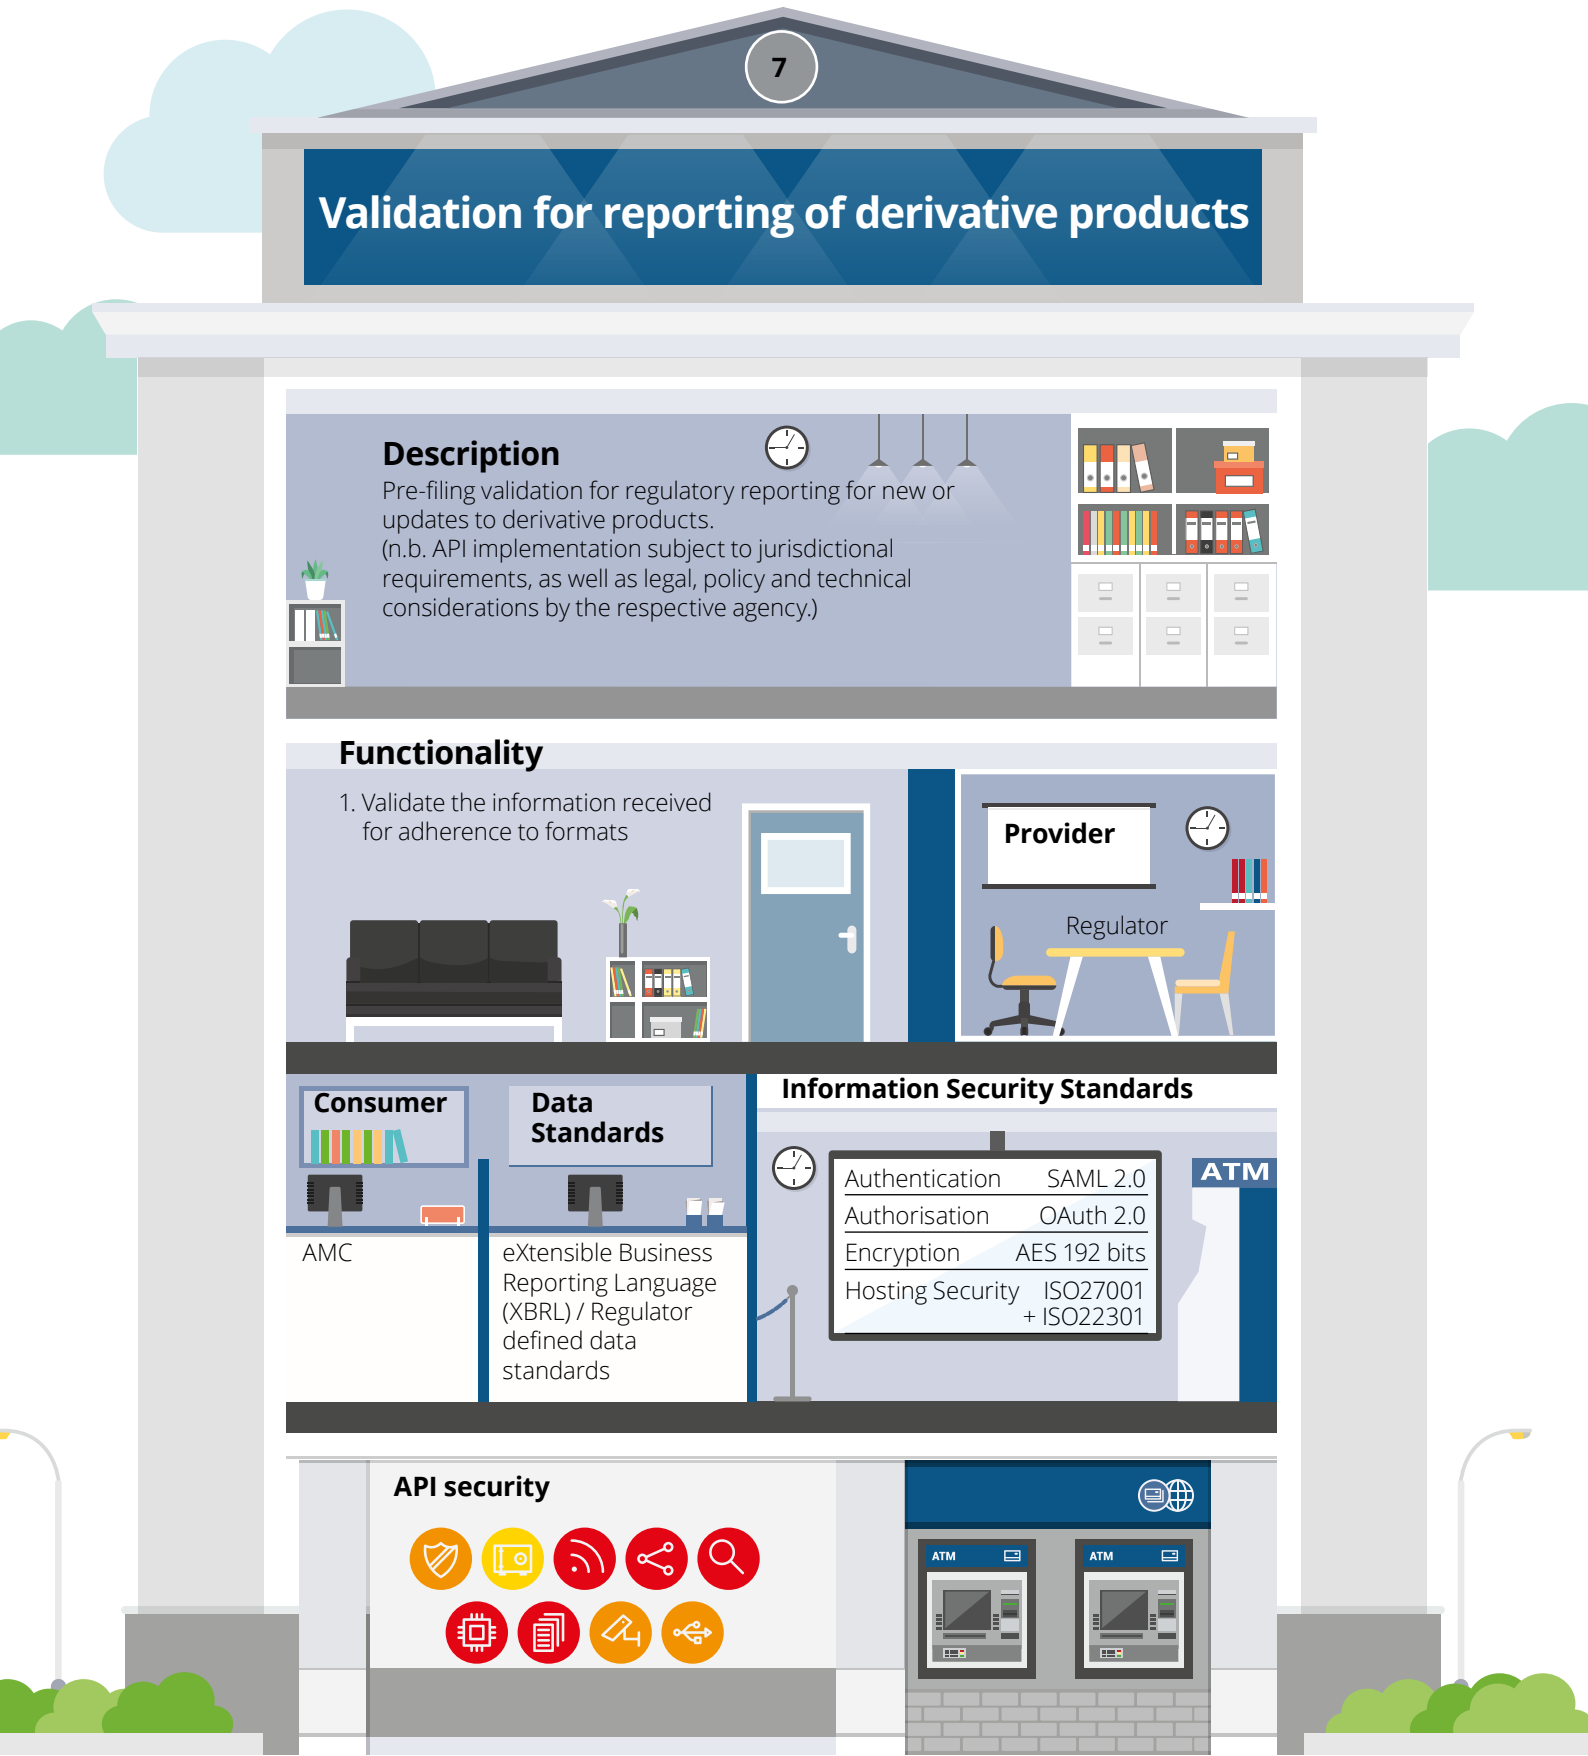 7
Validation for reporting of derivative products
Description
Pre-filing validation for regulatory reporting for new or
updates to derivative products.
(n.b. API implementation subject to jurisdictional
requirements, as well as legal, policy and technical
considerations by the respective agency.)
Functionality
1. Validate the information received
for adherence to formats
Provider
Regulator
Consumer
AMC
Data
Standards
eXtensible Business
Reporting Language
(XBRL) / Regulator
defined data
standards
Information Security Standards
Authentication SAML 2.0
Authorisation OAuth 2.0
Encryption AES 192 bits
Hosting Security ISO27001
+ ISO22301
ATM
API security
ATM
ATM